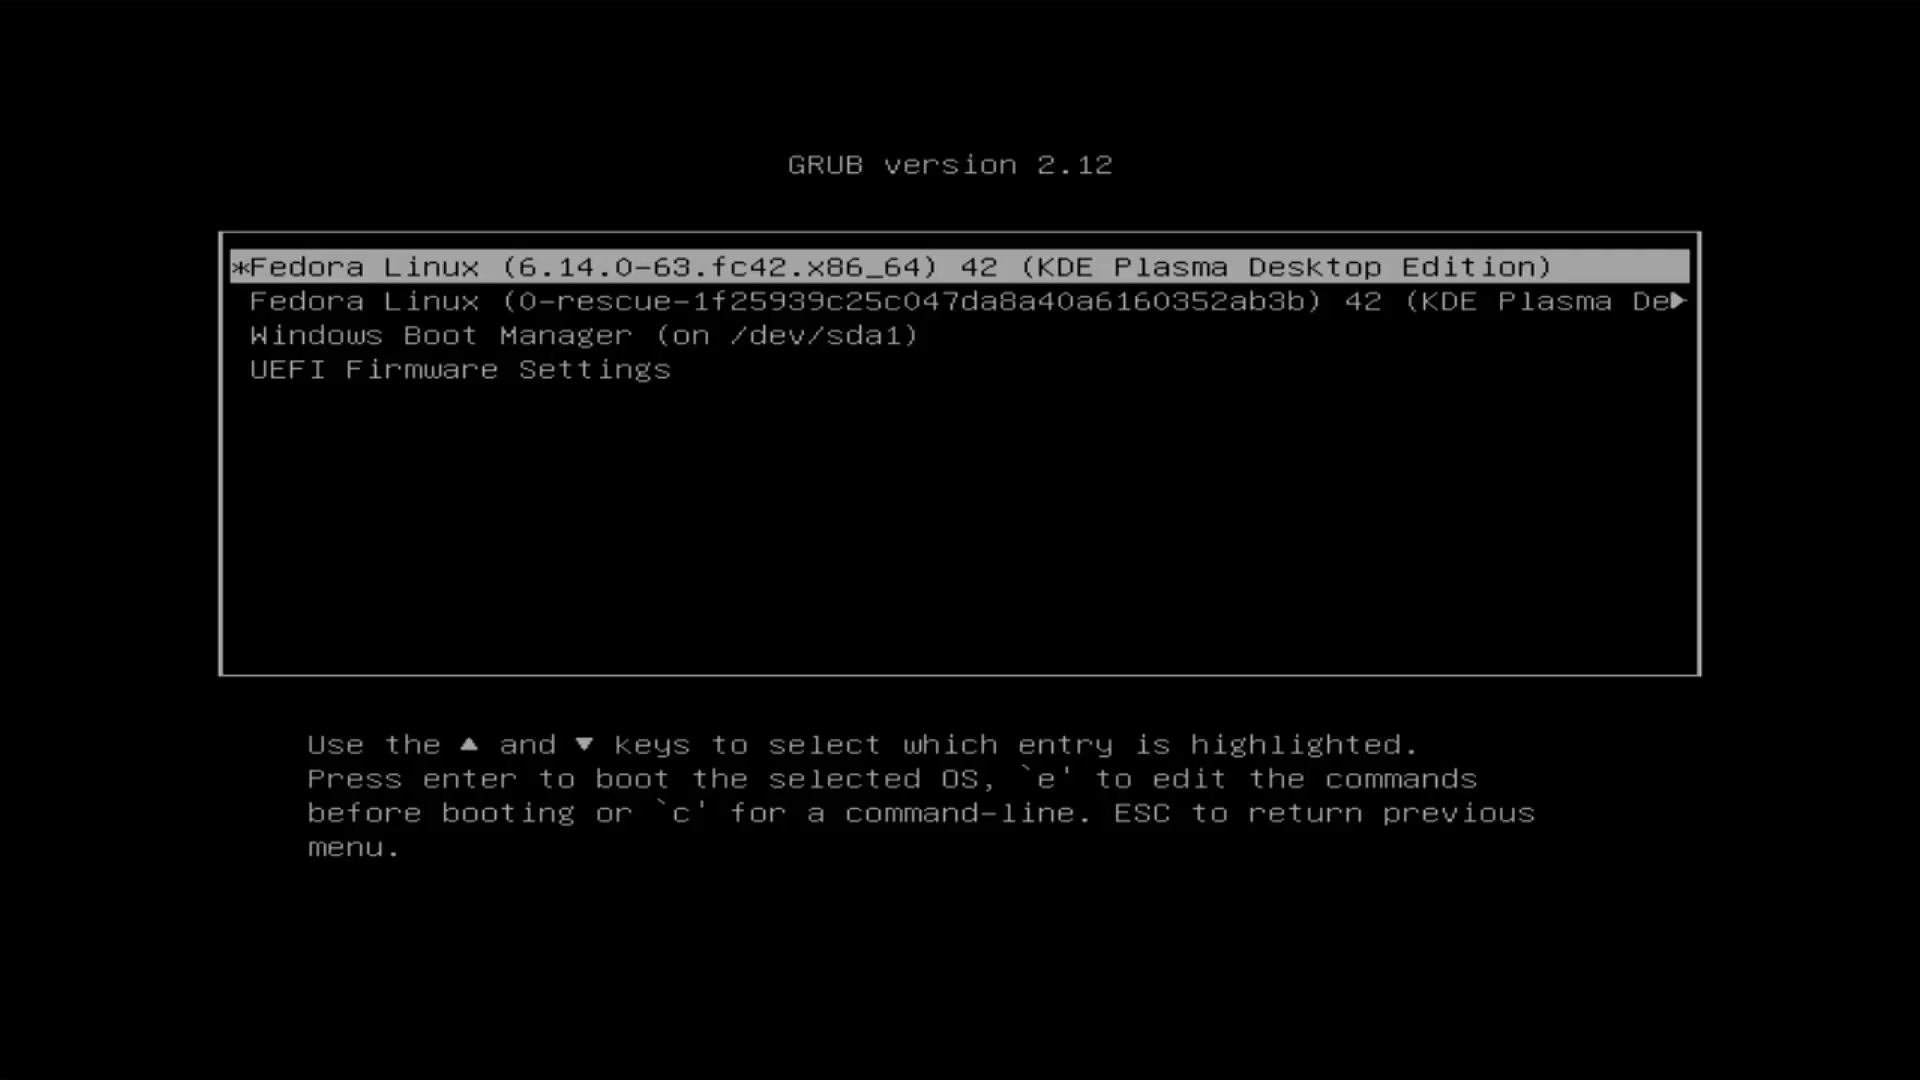 GRUB version 2.12
*Fedora Linux (6.14.0-63.fc42.x86_64) 42 (KDE Plasma Desktop Edition)
Fedora Linux (0-rescue-1f25939c25c047da8a40a6160352ab3b) 42 (KDE Plasma De▶
Windows Boot Manager (on /dev/sda1)
UEFI Firmware Settings
Use the ▲ and ▼ keys to select which entry is highlighted.
Press enter to boot the selected OS, `e' to edit the commands
before booting or `c' for a command-line. ESC to return previous
menu.